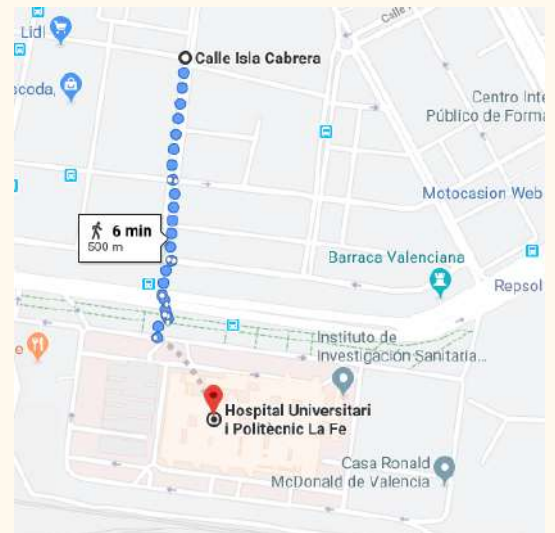 Lidl
Calle
Calle Isla Cabrera
coda,
Centro Inte
Público de Forma
Motocasion Web
6 min
500 m
Barraca Valenciana
Repsol
Instituto de
Investigación Sanitaria...
e
Hospital Universitari
i Politècnic La Fe
Casa Ronald
McDonald de Valencia